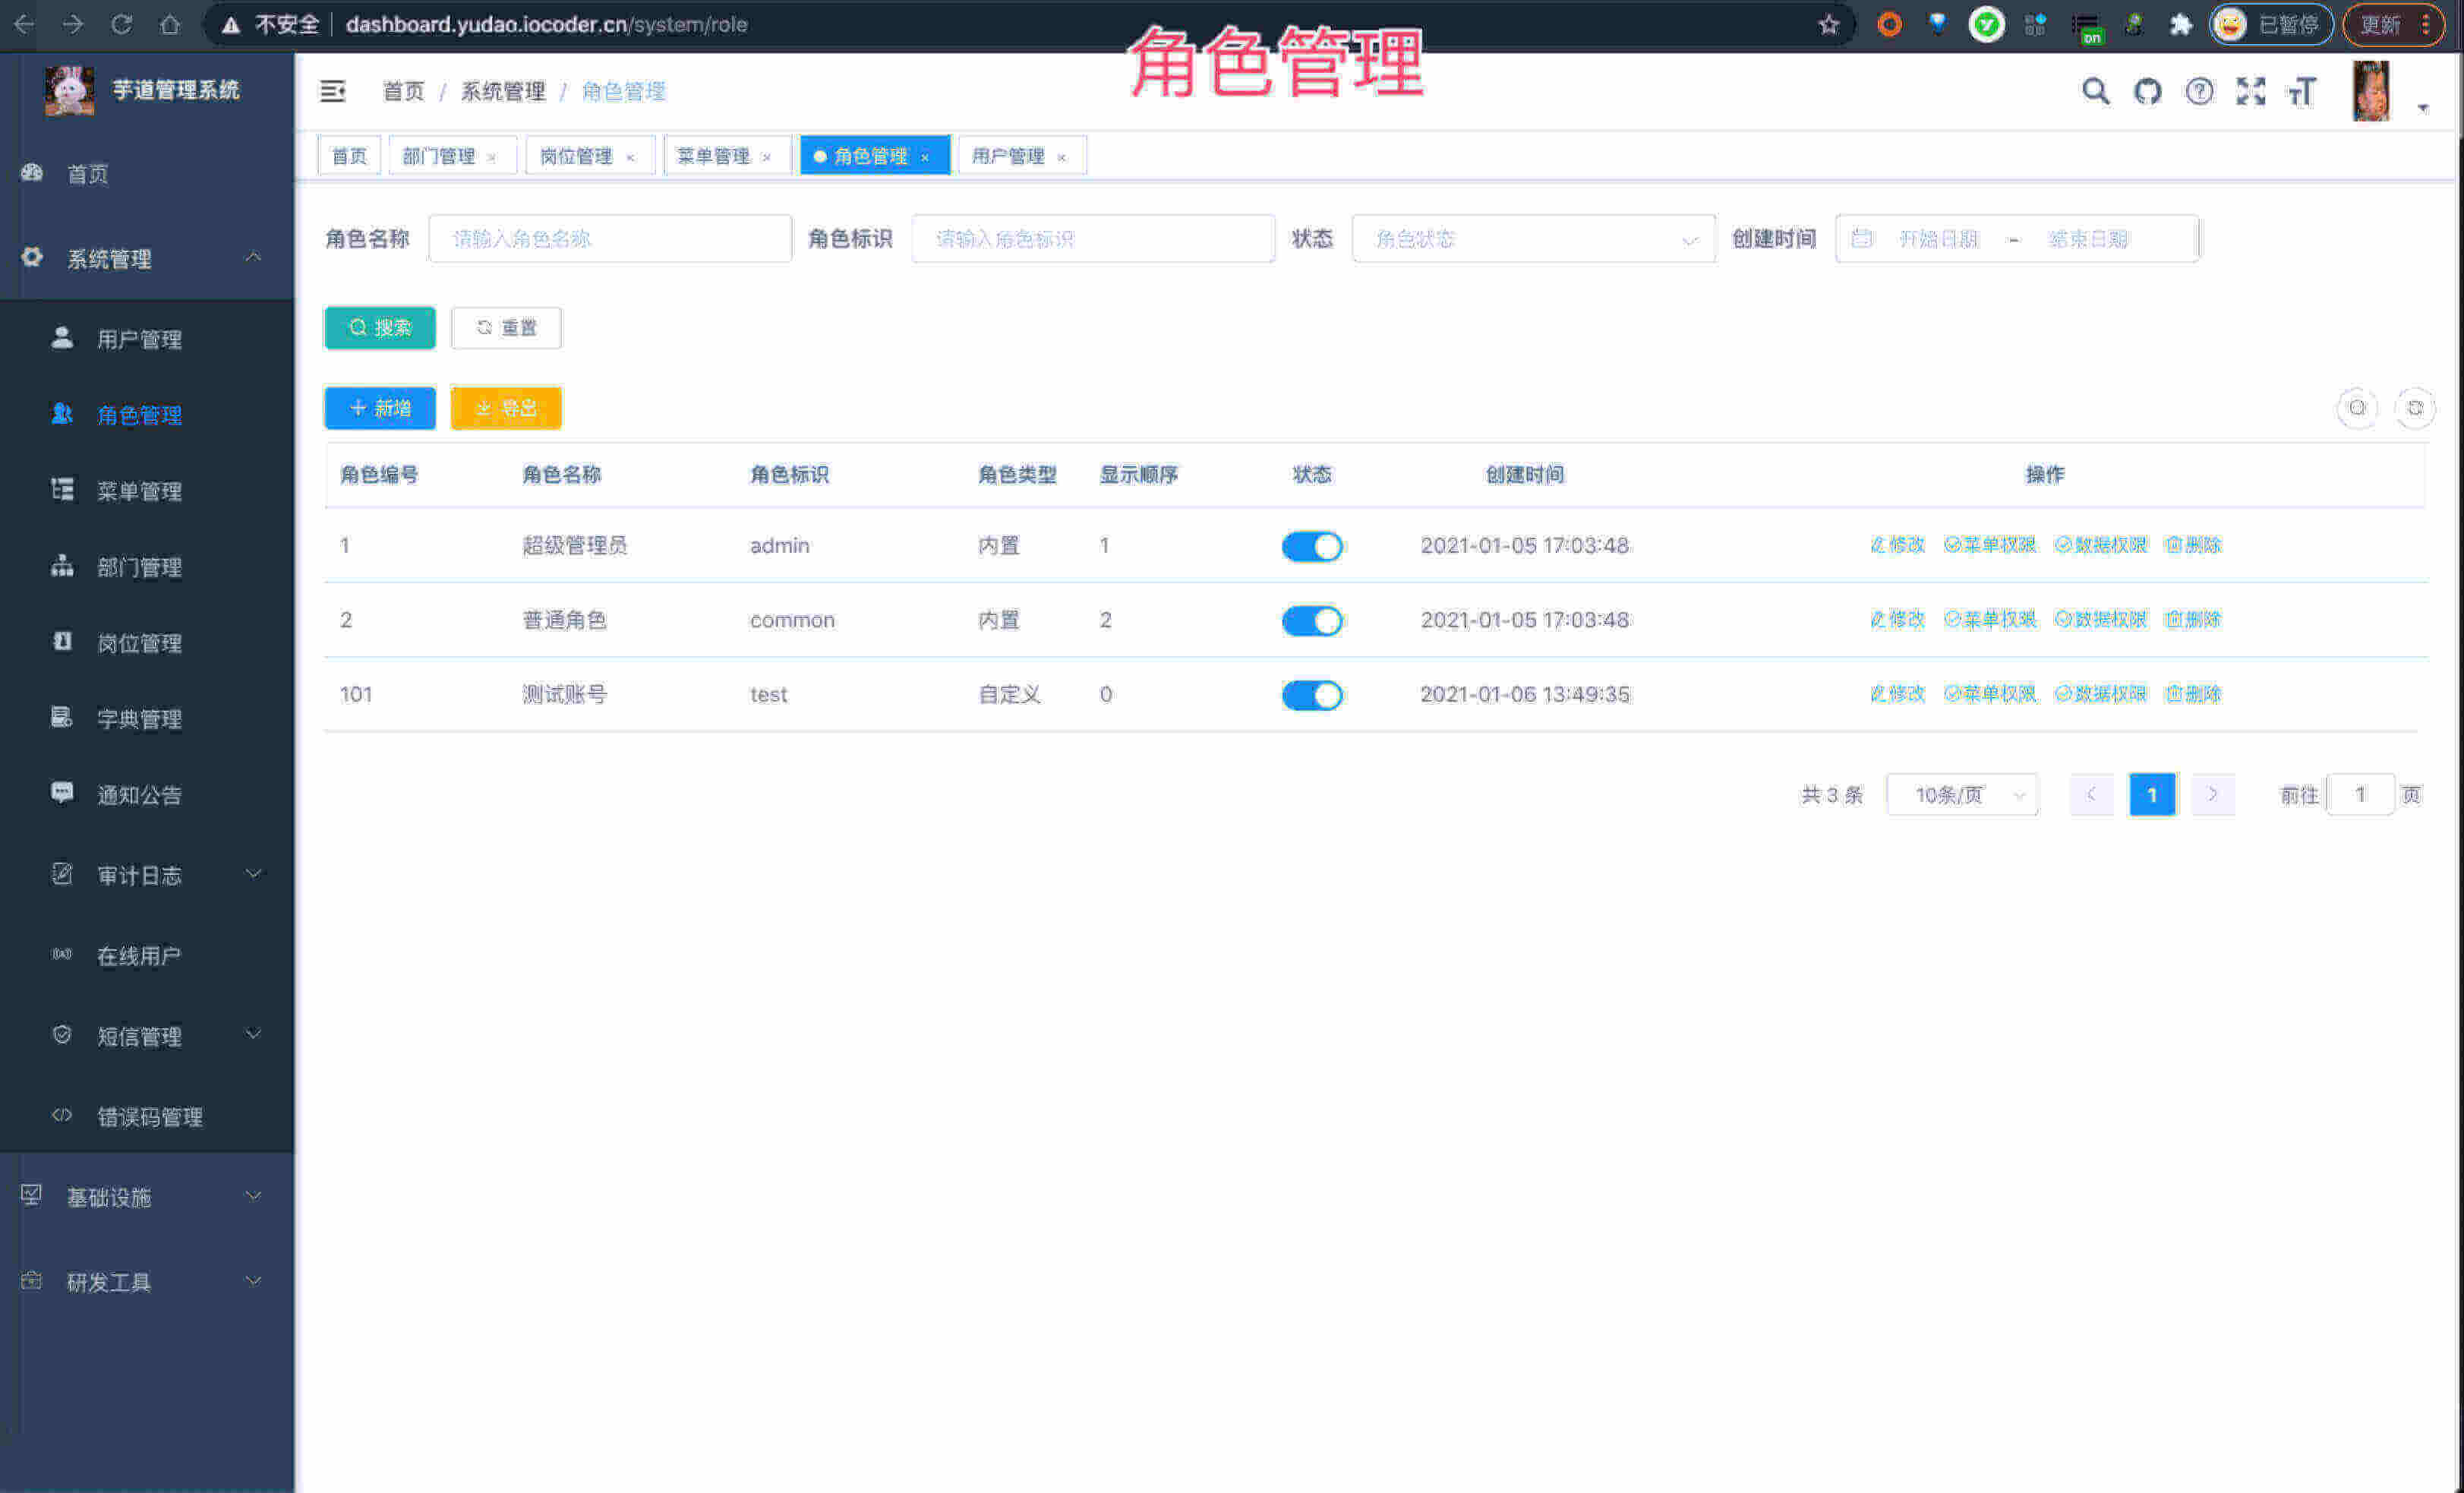 不安全 dashboard.yudao.iocoder.cn/system/role
已暂停 更新
on
角色管理
芋道管理系统
首页 / 系统管理 / 角色管理
首页 部门管理 × 岗位管理 × 菜单管理 × 角色管理 × 用户管理 ×
首页
系统管理
用户管理
角色管理
菜单管理
部门管理
岗位管理
字典管理
通知公告
审计日志
在线用户
短信管理
错误码管理
基础设施
研发工具
角色名称 请输入角色名称 角色标识 请输入角色标识 状态 角色状态 创建时间 开始日期 - 结束日期
搜索 重置
新增 导出
角色编号 角色名称 角色标识 角色类型 显示顺序 状态 创建时间 操作
1 超级管理员 admin 内置 1 2021-01-05 17:03:48 修改 菜单权限 数据权限 删除
2 普通角色 common 内置 2 2021-01-05 17:03:48 修改 菜单权限 数据权限 删除
101 测试账号 test 自定义 0 2021-01-06 13:49:35 修改 菜单权限 数据权限 删除
共 3 条 10条/页 1 前往 1 页